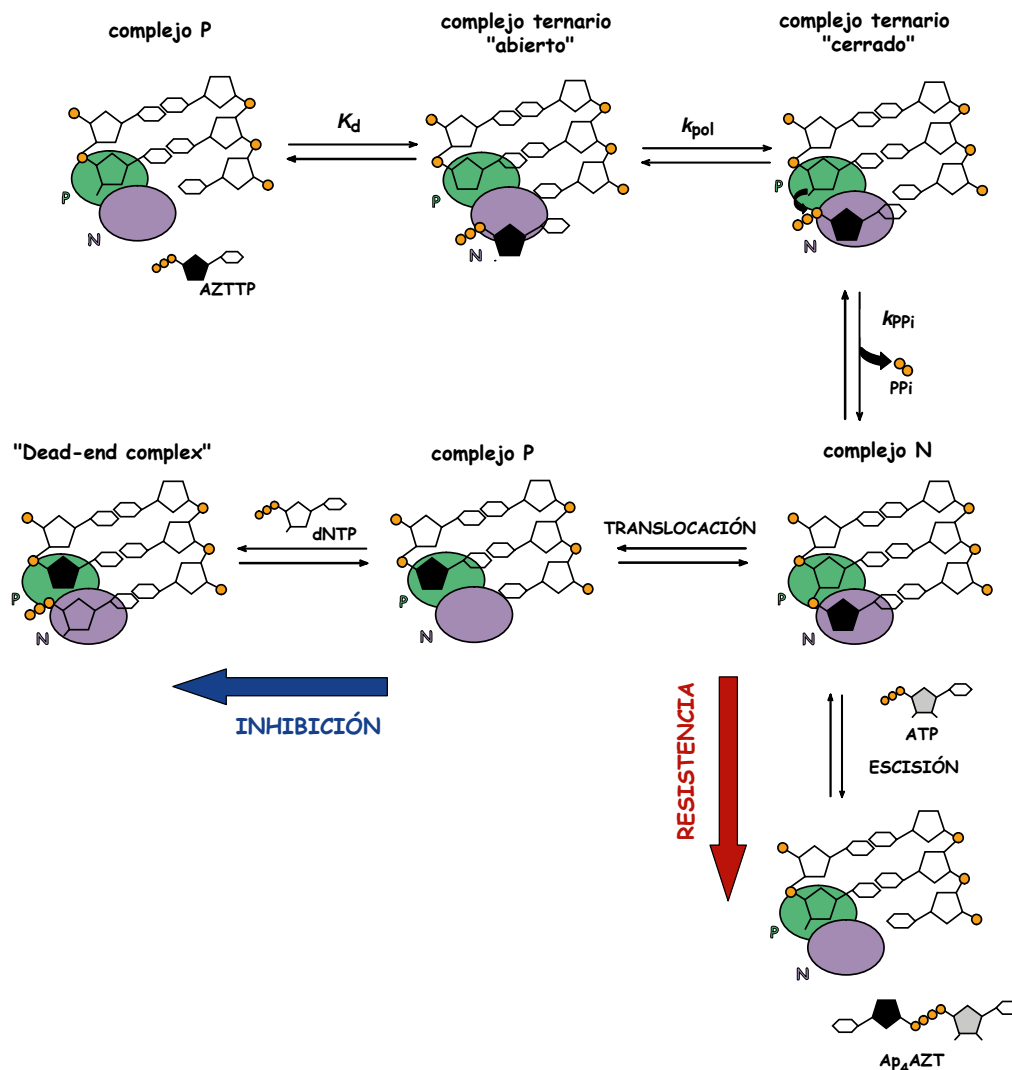 complejo P
complejo ternario
"abierto"
complejo ternario
"cerrado"
Kd
kpol
P
N
AZTTP
P
N
P
N
kPPi
PPi
"Dead-end complex"
complejo P
complejo N
dNTP
TRANSLOCACIÓN
P
N
P
N
P
N
INHIBICIÓN
RESISTENCIA
ATP
ESCISIÓN
P
N
Ap₄AZT